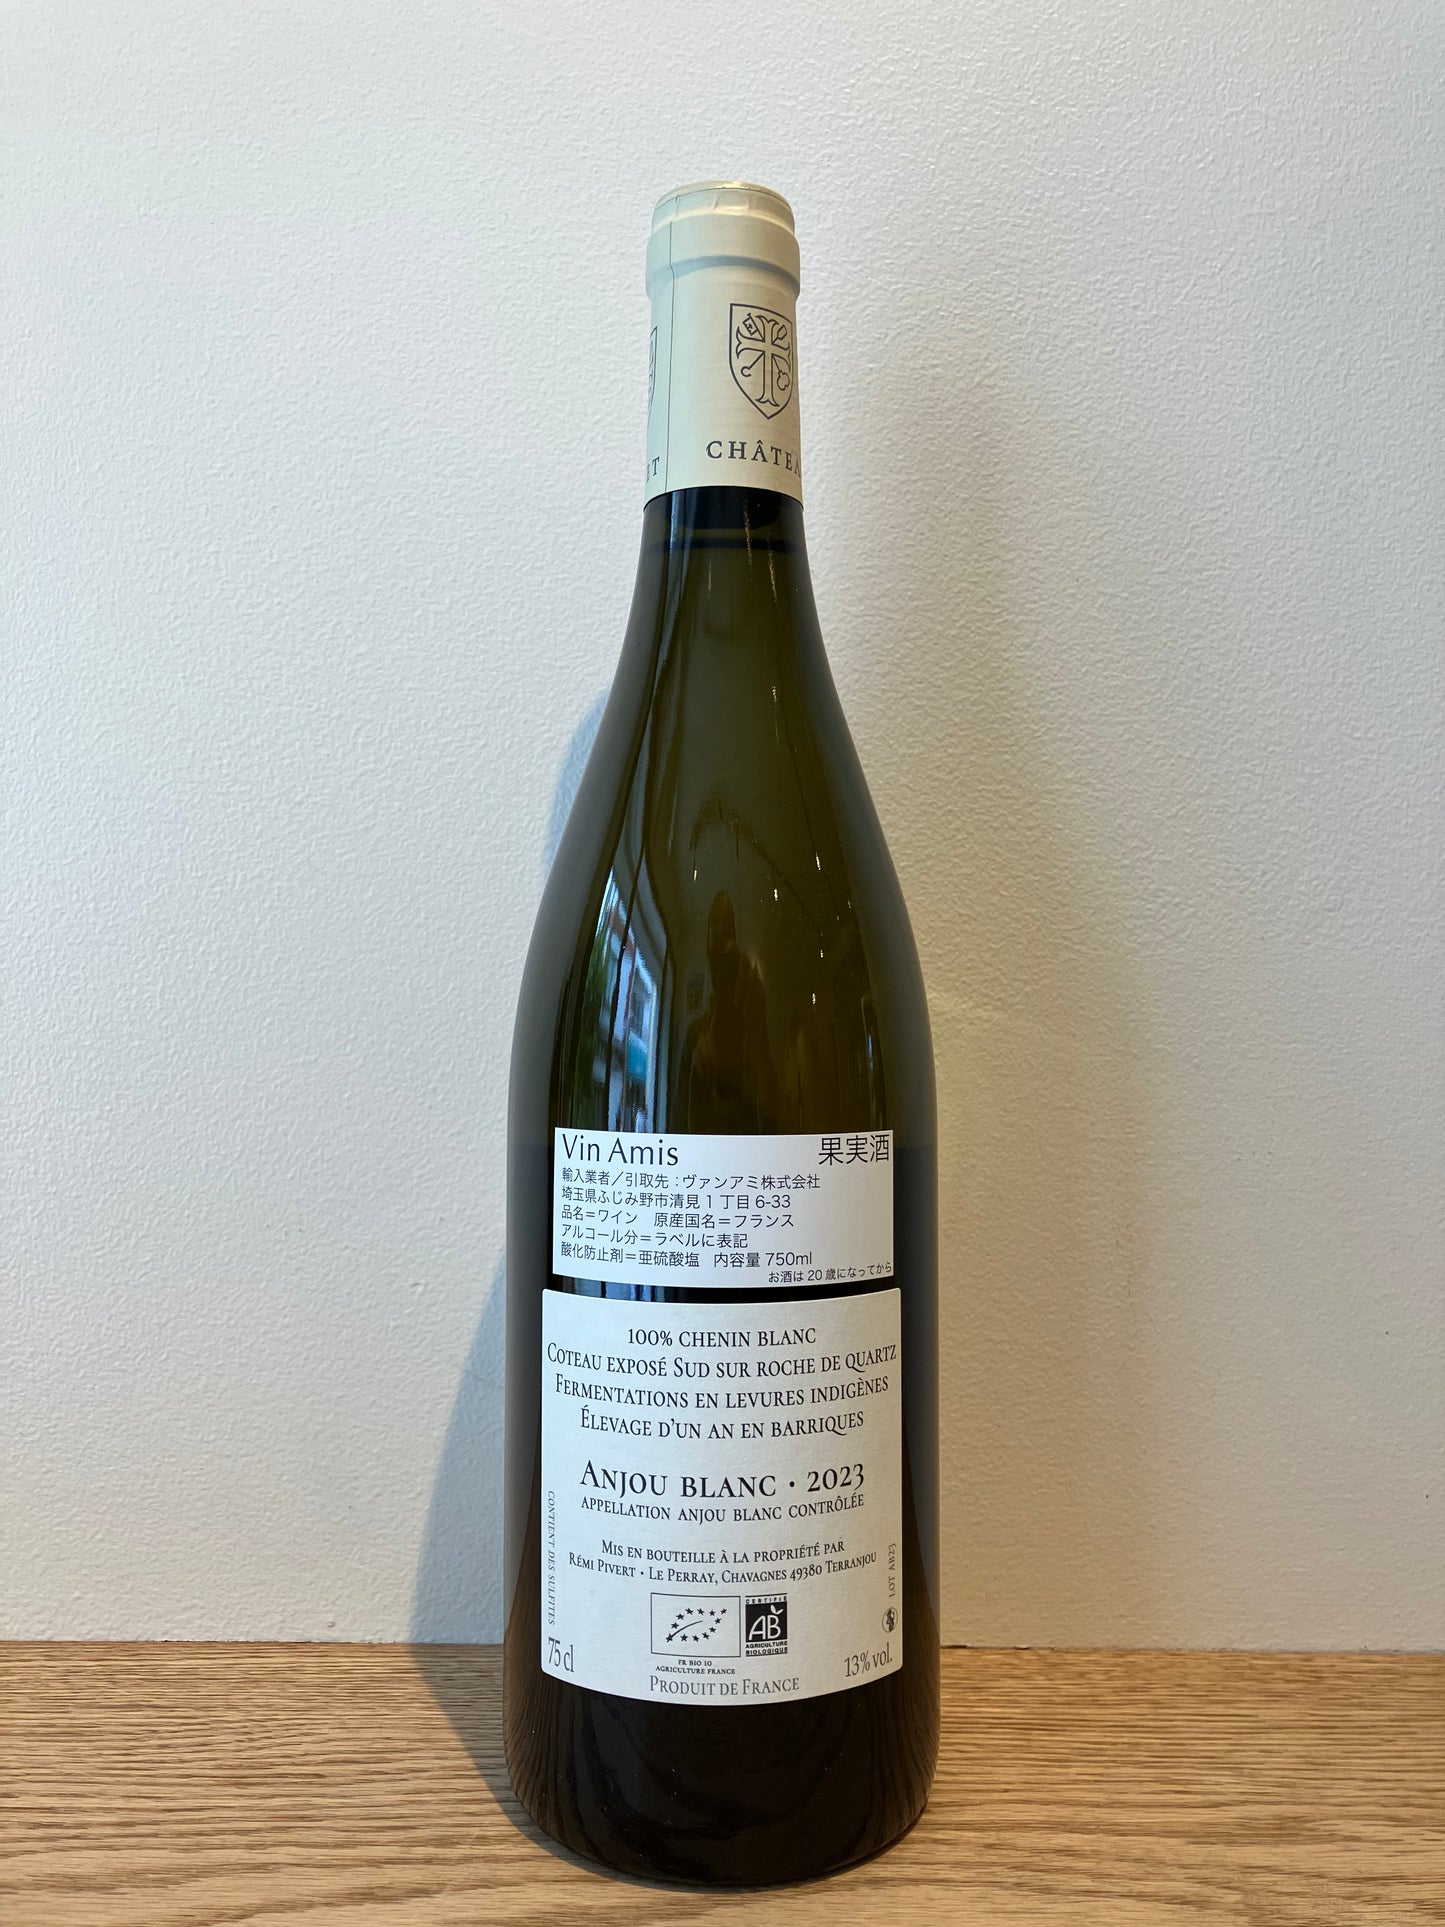 CHÂTEA
ET
Vin Amis 果実酒
輸入業者／引取先：ヴァンアミ株式会社
埼玉県ふじみ野市清見1丁目6-33
品名＝ワイン　原産国名＝フランス
アルコール分＝ラベルに表記
酸化防止剤＝亜硫酸塩　内容量 750ml
お酒は20歳になってから
100% CHENIN BLANC
COTEAU EXPOSÉ SUD SUR ROCHE DE QUARTZ
FERMENTATIONS EN LEVURES INDIGÈNES
ÉLEVAGE D'UN AN EN BARRIQUES
ANJOU BLANC • 2023
APPELLATION ANJOU BLANC CONTRÔLÉE
MIS EN BOUTEILLE À LA PROPRIÉTÉ PAR
RÉMI PIVERT • LE PERRAY, CHAVAGNES 49380 TERRANJOU
CONTIENT DES SULFITES
LOT AB23
CERTIFIÉ
AB
AGRICULTURE
BIOLOGIQUE
FR BIO 10
AGRICULTURE FRANCE
75 cl
13% vol.
PRODUIT DE FRANCE